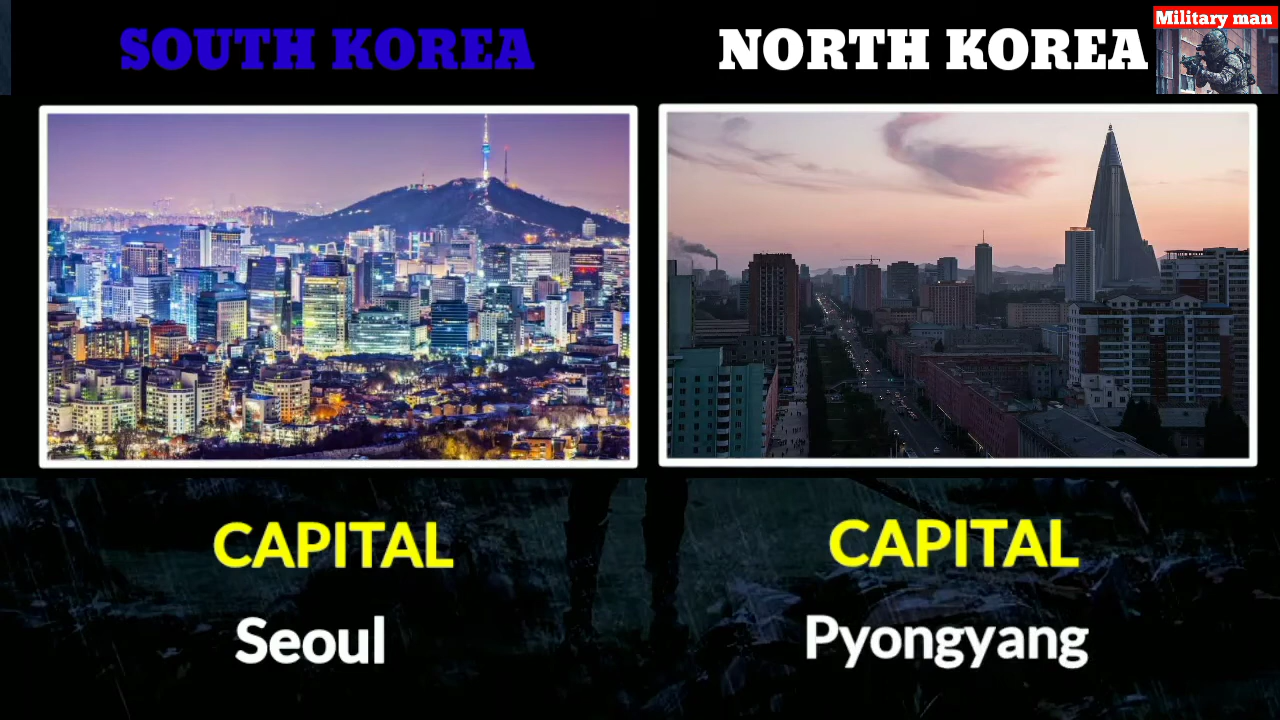 SOUTH KOREA
NORTH KOREA
Military man
CAPITAL
CAPITAL
Seoul
Pyongyang